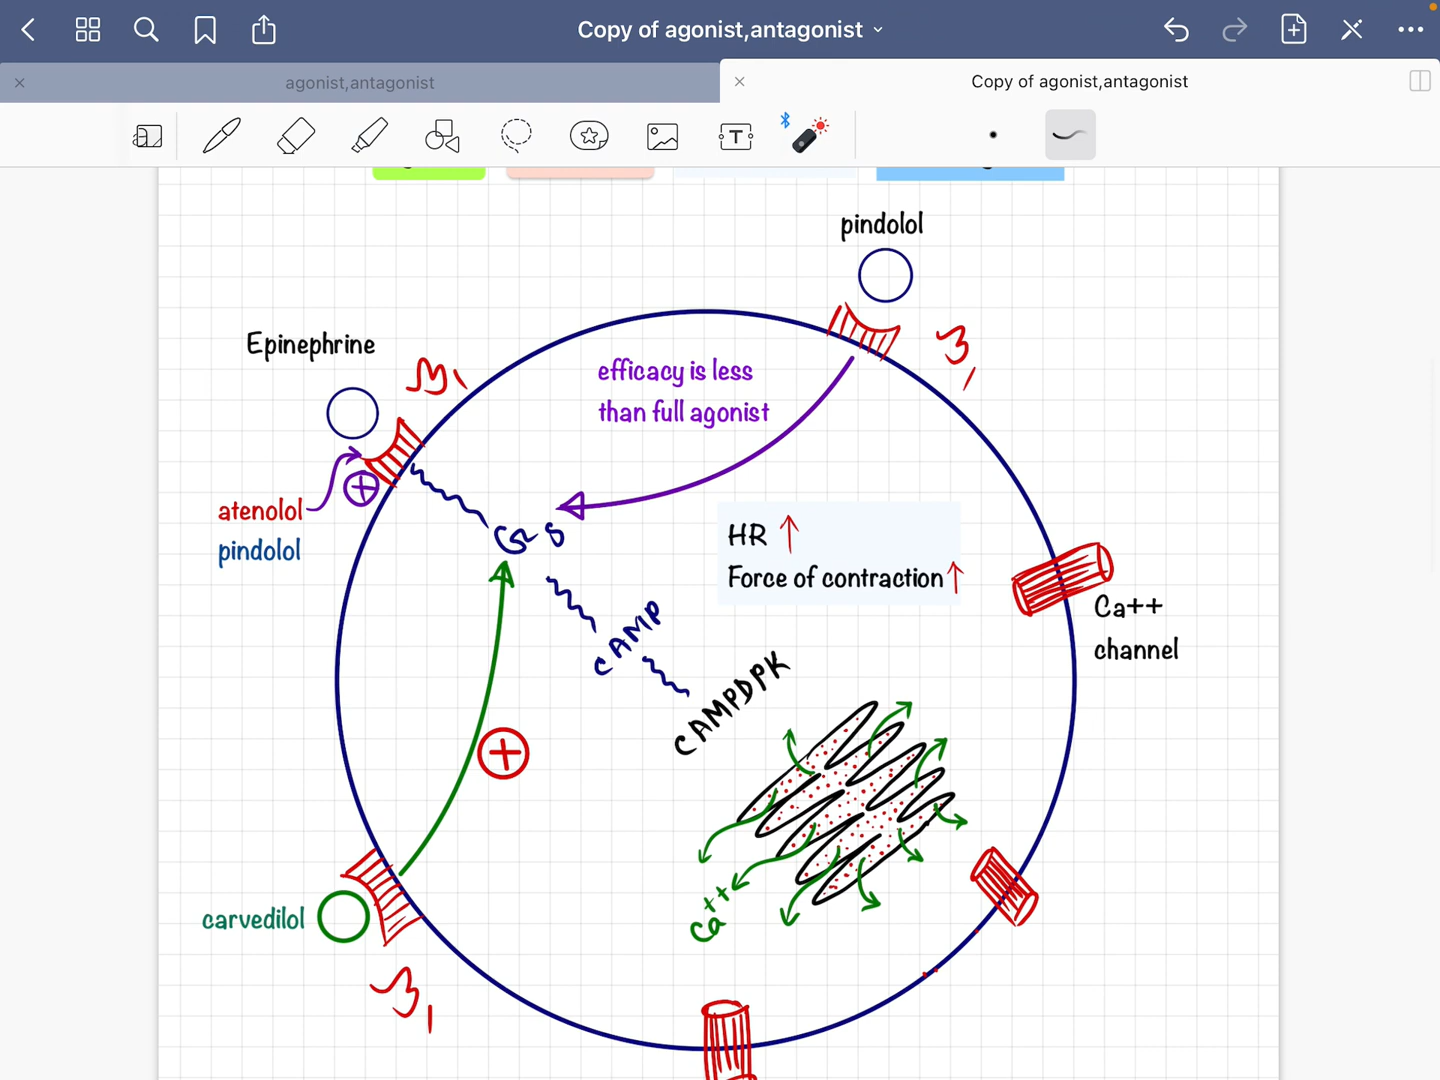 Copy of agonist,antagonist
agonist,antagonist
Copy of agonist,antagonist
T
pindolol
Epinephrine
β1
β1
efficacy is less
than full agonist
atenolol
pindolol
Gs
HR ↑
Force of contraction ↑
Ca++
channel
cAMP
CAMPDPK
Ca++
carvedilol
β1